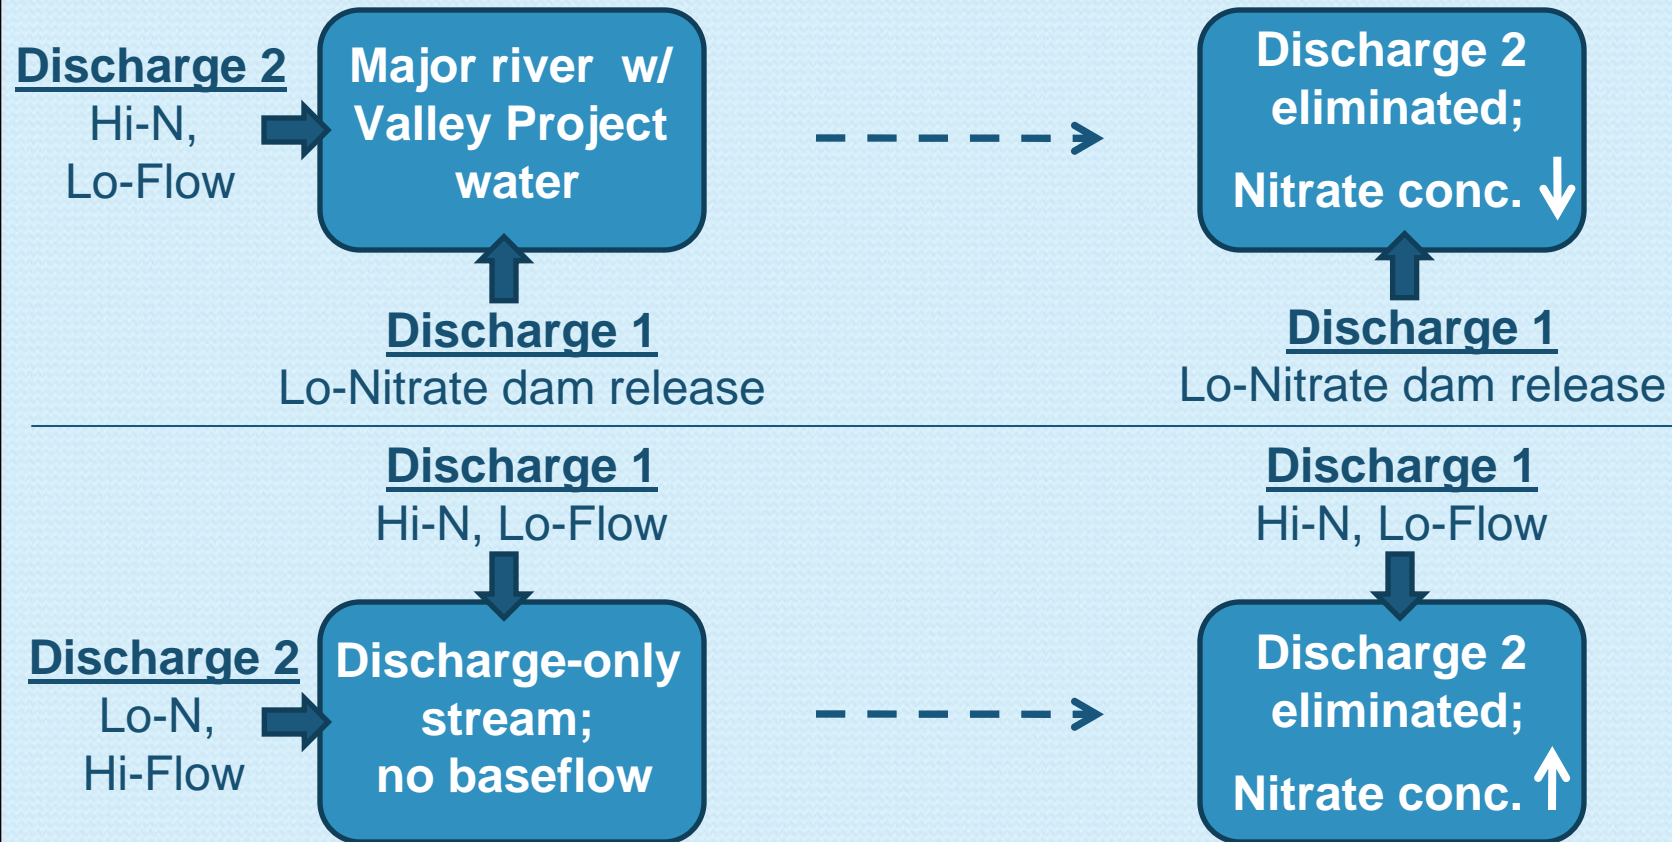 Discharge 2
Hi-N,
Lo-Flow
Major river w/
Valley Project
water
Discharge 1
Lo-Nitrate dam release
Discharge 2
eliminated;
Nitrate conc. ↓
Discharge 1
Lo-Nitrate dam release
Discharge 1
Hi-N, Lo-Flow
Discharge 2
Lo-N,
Hi-Flow
Discharge-only
stream;
no baseflow
Discharge 1
Hi-N, Lo-Flow
Discharge 2
eliminated;
Nitrate conc. ↑